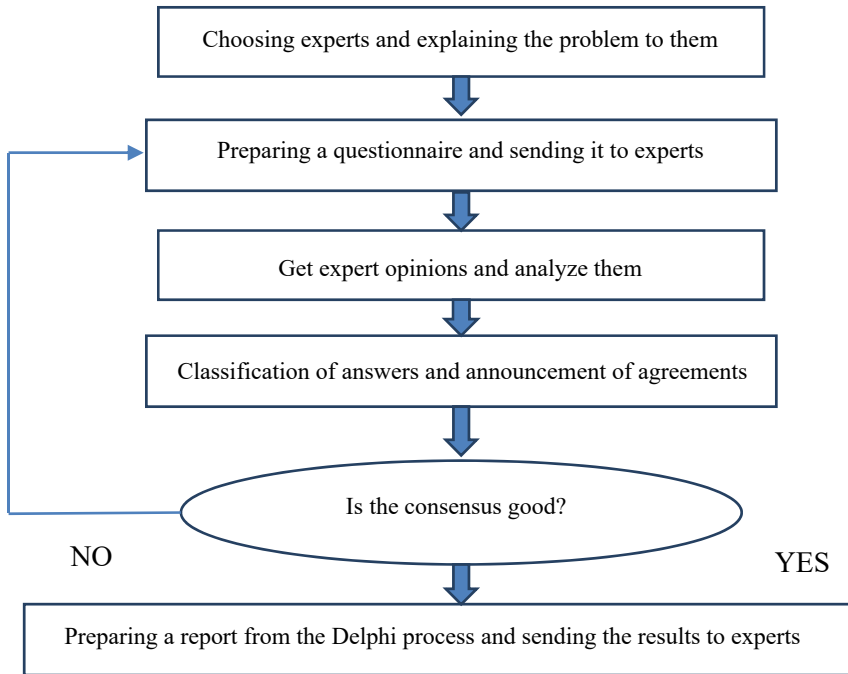 Choosing experts and explaining the problem to them
Preparing a questionnaire and sending it to experts
Get expert opinions and analyze them
Classification of answers and announcement of agreements
Is the consensus good?
NO
YES
Preparing a report from the Delphi process and sending the results to experts